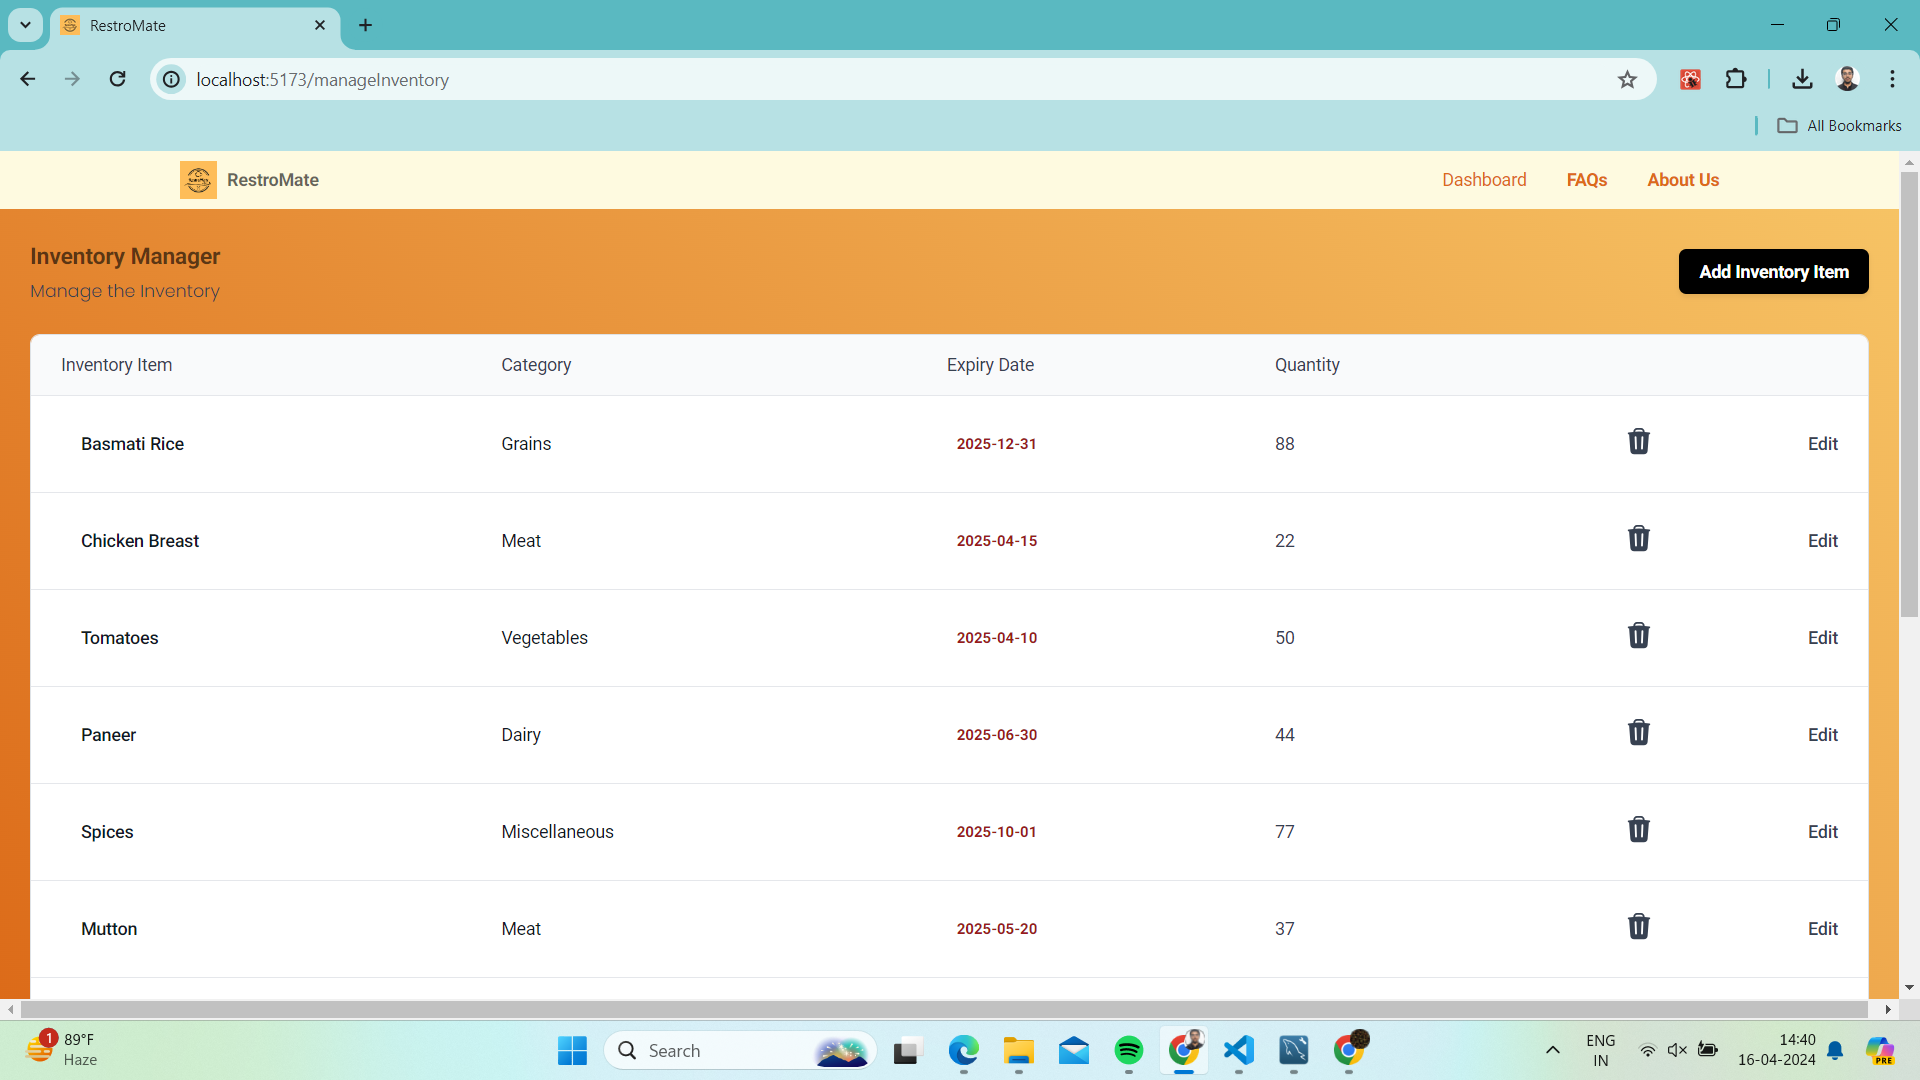 RestroMate
localhost:5173/manageInventory
All Bookmarks
RestroMate
Dashboard FAQs About Us
Inventory Manager
Manage the Inventory
Add Inventory Item
Inventory Item Category Expiry Date Quantity
Basmati Rice Grains 2025-12-31 88 Edit
Chicken Breast Meat 2025-04-15 22 Edit
Tomatoes Vegetables 2025-04-10 50 Edit
Paneer Dairy 2025-06-30 44 Edit
Spices Miscellaneous 2025-10-01 77 Edit
Mutton Meat 2025-05-20 37 Edit
1 89°F
Haze
Search
ENG
IN
14:40
16-04-2024
PRE